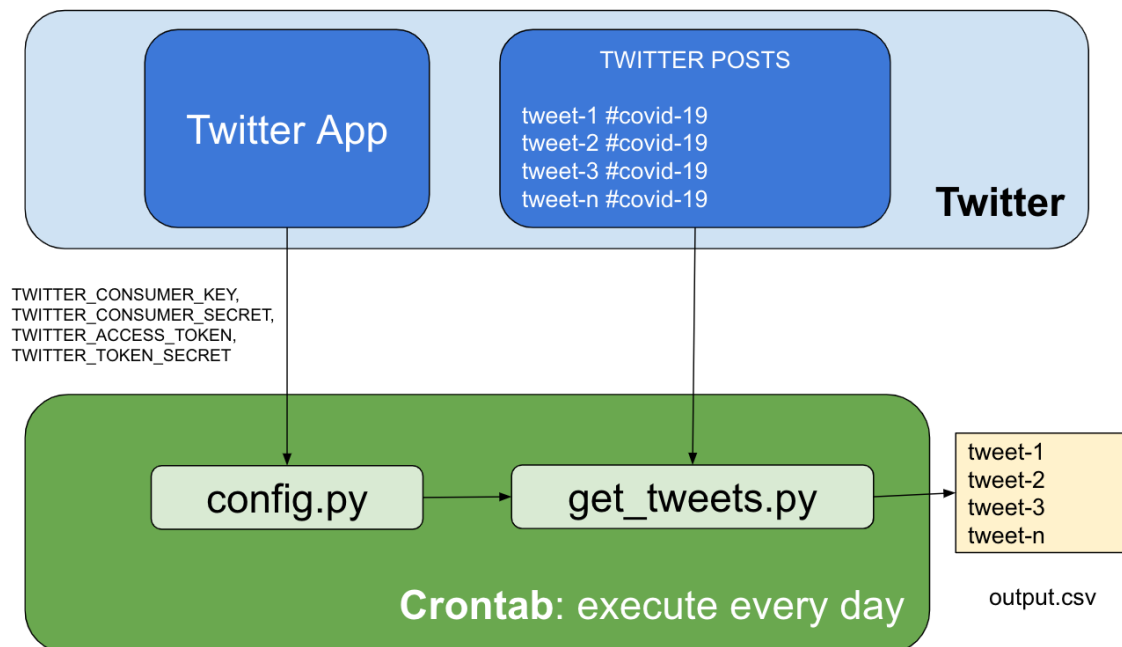 Twitter App
TWITTER POSTS
tweet-1 #covid-19
tweet-2 #covid-19
tweet-3 #covid-19
tweet-n #covid-19
Twitter
TWITTER_CONSUMER_KEY,
TWITTER_CONSUMER_SECRET,
TWITTER_ACCESS_TOKEN,
TWITTER_TOKEN_SECRET
config.py
get_tweets.py
tweet-1
tweet-2
tweet-3
tweet-n
Crontab: execute every day
output.csv